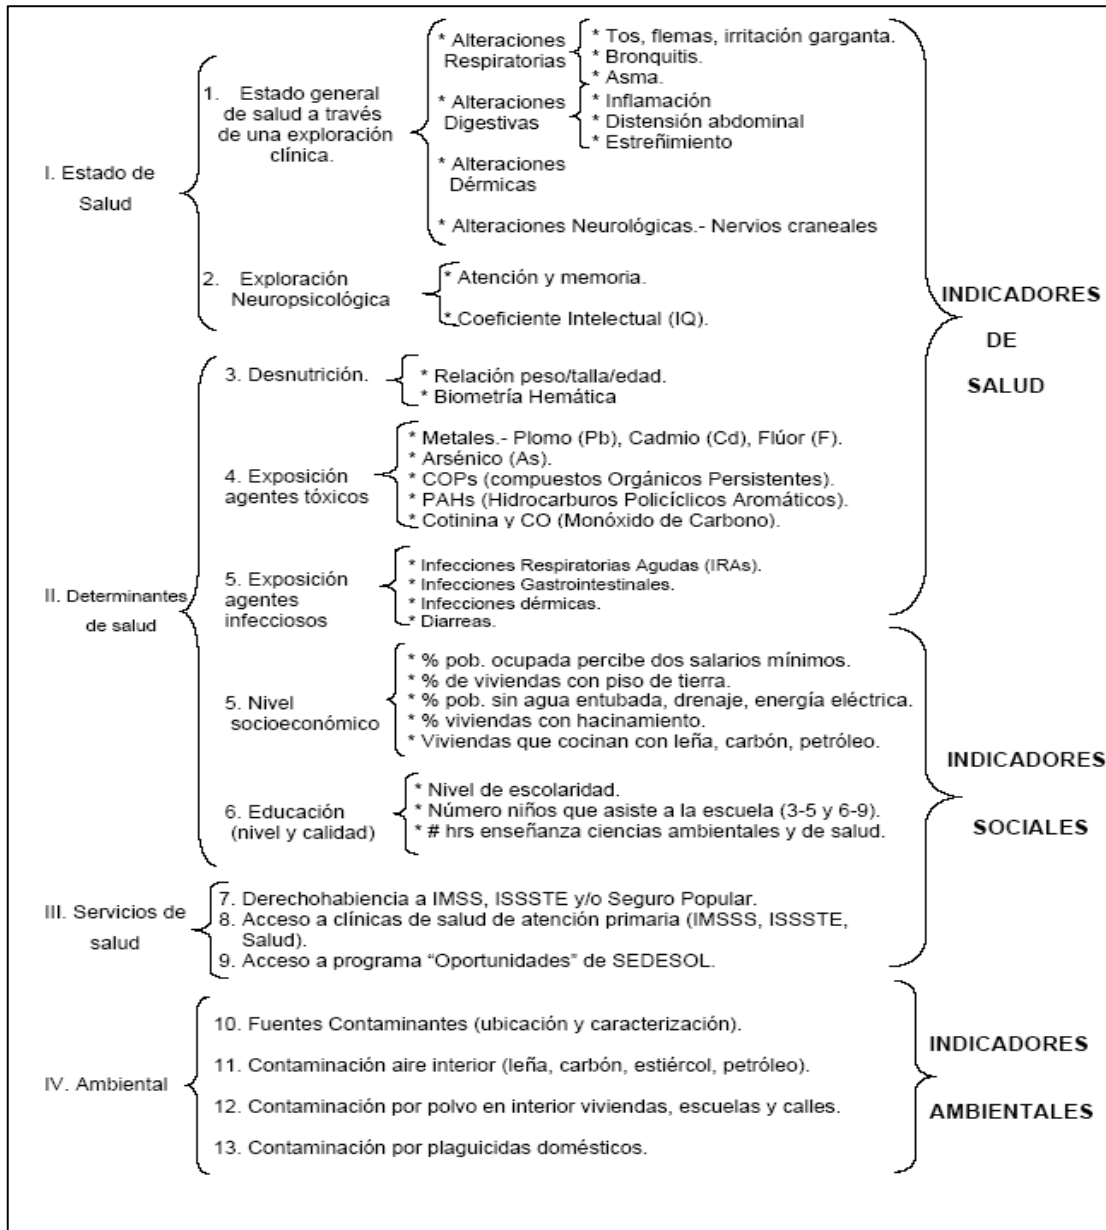 I. Estado de
Salud
1. Estado general
de salud a través
de una exploración
clínica.
* Alteraciones
Respiratorias
* Tos, flemas, irritación garganta.
* Bronquitis.
* Asma.
* Alteraciones
Digestivas
* Inflamación
* Distensión abdominal
* Estreñimiento
* Alteraciones
Dérmicas
* Alteraciones Neurológicas.- Nervios craneales
2. Exploración
Neuropsicológica
* Atención y memoria.
* Coeficiente Intelectual (IQ).
II. Determinantes
de salud
3. Desnutrición.
* Relación peso/talla/edad.
* Biometría Hemática
4. Exposición
agentes tóxicos
* Metales.- Plomo (Pb), Cadmio (Cd), Flúor (F).
* Arsénico (As).
* COPs (compuestos Orgánicos Persistentes).
* PAHs (Hidrocarburos Policíclicos Aromáticos).
* Cotinina y CO (Monóxido de Carbono).
5. Exposición
agentes
infecciosos
* Infecciones Respiratorias Agudas (IRAs).
* Infecciones Gastrointestinales.
* Infecciones dérmicas.
* Diarreas.
INDICADORES
DE
SALUD
5. Nivel
socioeconómico
* % pob. ocupada percibe dos salarios mínimos.
* % de viviendas con piso de tierra.
* % pob. sin agua entubada, drenaje, energía eléctrica.
* % viviendas con hacinamiento.
* Viviendas que cocinan con leña, carbón, petróleo.
6. Educación
(nivel y calidad)
* Nivel de escolaridad.
* Número niños que asiste a la escuela (3-5 y 6-9).
* # hrs enseñanza ciencias ambientales y de salud.
III. Servicios de
salud
7. Derechohabiencia a IMSS, ISSSTE y/o Seguro Popular.
8. Acceso a clínicas de salud de atención primaria (IMSSS, ISSSTE,
Salud).
9. Acceso a programa “Oportunidades” de SEDESOL.
INDICADORES
SOCIALES
IV. Ambiental
10. Fuentes Contaminantes (ubicación y caracterización).
11. Contaminación aire interior (leña, carbón, estiércol, petróleo).
12. Contaminación por polvo en interior viviendas, escuelas y calles.
13. Contaminación por plaguicidas domésticos.
INDICADORES
AMBIENTALES